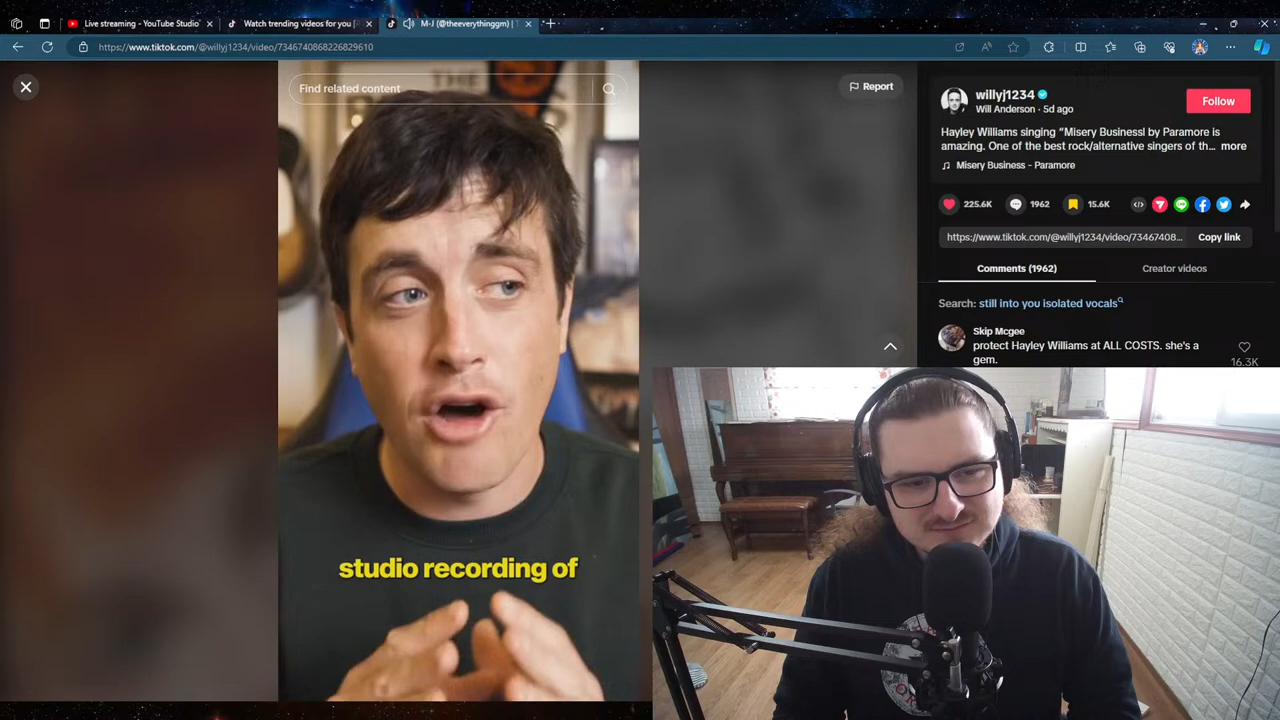 Live streaming - YouTube Studio
Watch trending videos for you |
M-J (@theeverythinggm) | T
https://www.tiktok.com/@willyj1234/video/7346740868226829610
THE
Find related content
Report
willyj1234
Will Anderson · 5d ago
Follow
Hayley Williams singing “Misery Businessl by Paramore is
amazing. One of the best rock/alternative singers of th... more
Misery Business - Paramore
225.6K
1962
15.6K
https://www.tiktok.com/@willyj1234/video/73467408...
Copy link
Comments (1962)
Creator videos
Search: still into you isolated vocals
Skip Mcgee
protect Hayley Williams at ALL COSTS. she's a
gem.
16.3K
studio recording of